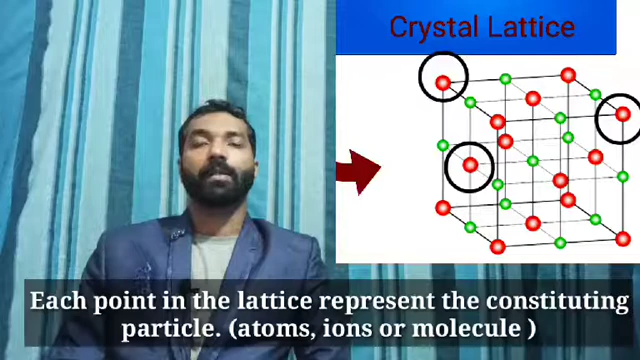 Crystal Lattice
Each point in the lattice represent the constituting
particle. (atoms, ions or molecule )